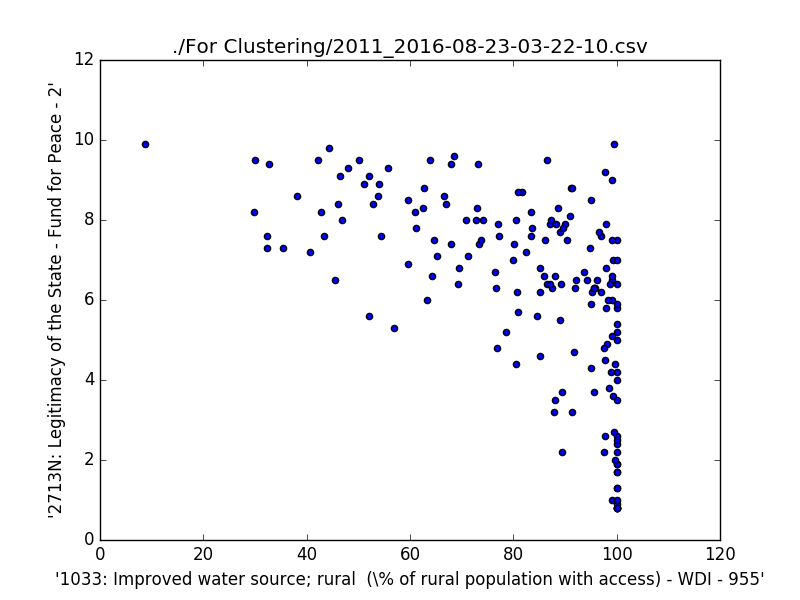 ./For Clustering/2011_2016-08-23-03-22-10.csv
'2713N: Legitimacy of the State - Fund for Peace - 2'
12
10
8
6
4
2
0
0 20 40 60 80 100 120
'1033: Improved water source; rural  (\% of rural population with access) - WDI - 955'